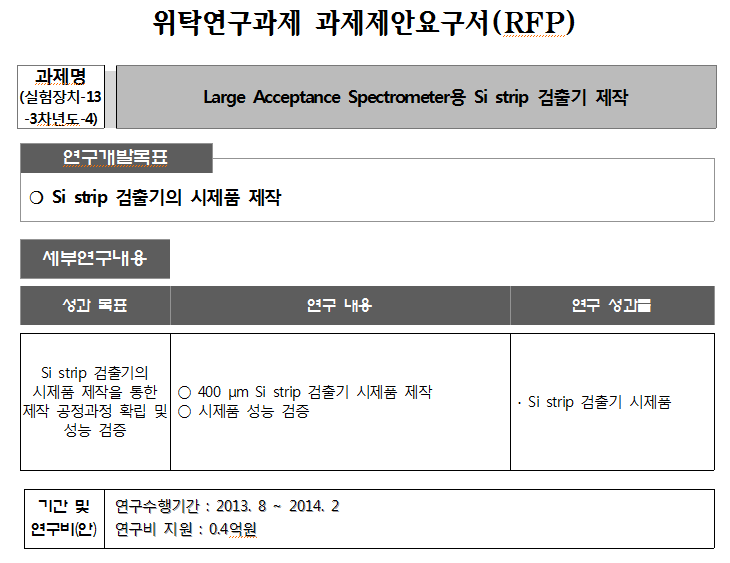 위탁연구과제 과제제안요구서(RFP)
과제명
(실험장치-13
-3차년도-4)
Large Acceptance Spectrometer용 Si strip 검출기 제작
연구개발목표
❍ Si strip 검출기의 시제품 제작
세부연구내용
성과 목표
연구 내용
연구 성과물
Si strip 검출기의
시제품 제작을 통한
제작 공정과정 확립 및
성능 검증
○ 400 μm Si strip 검출기 시제품 제작
○ 시제품 성능 검증
· Si strip 검출기 시제품
기간 및
연구비(안)
연구수행기간 : 2013. 8 ~ 2014. 2
연구비 지원 : 0.4억원